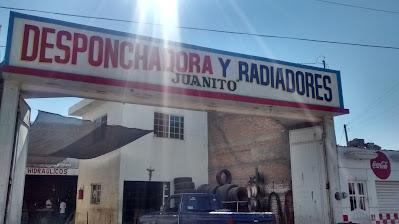 DESPONCHADORA Y RADIADORES
JUANITO
HIDRAULICOS
Coca-Cola